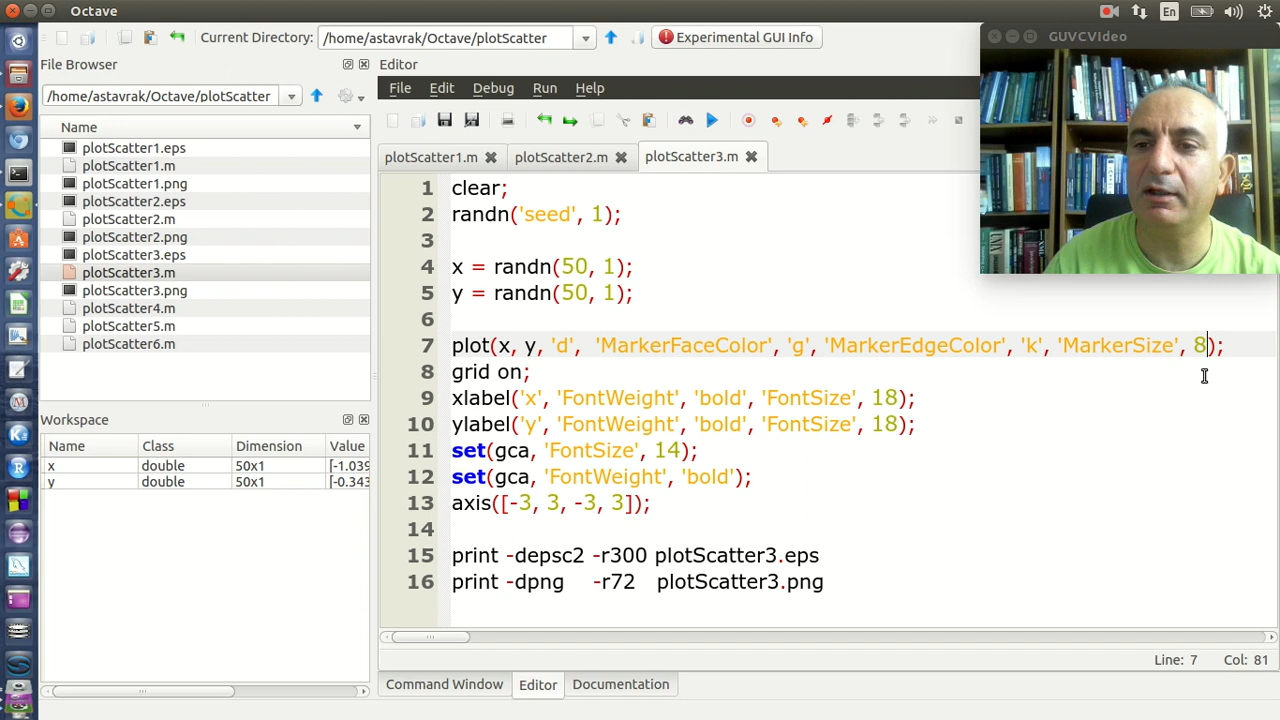 Octave
En
Current Directory: /home/astavrak/Octave/plotScatter
Experimental GUI Info
GUVCVIdeo
File Browser
/home/astavrak/Octave/plotScatter
Name
plotScatter1.eps
plotScatter1.m
plotScatter1.png
plotScatter2.eps
plotScatter2.m
plotScatter2.png
plotScatter3.eps
plotScatter3.m
plotScatter3.png
plotScatter4.m
plotScatter5.m
plotScatter6.m
Workspace
Name Class Dimension Value
x double 50x1 [-1.039
y double 50x1 [-0.343
Editor
File Edit Debug Run Help
plotScatter1.m plotScatter2.m plotScatter3.m
1 clear;
2 randn('seed', 1);
3
4 x = randn(50, 1);
5 y = randn(50, 1);
6
7 plot(x, y, 'd', 'MarkerFaceColor', 'g', 'MarkerEdgeColor', 'k', 'MarkerSize', 8);
8 grid on;
9 xlabel('x', 'FontWeight', 'bold', 'FontSize', 18);
10 ylabel('y', 'FontWeight', 'bold', 'FontSize', 18);
11 set(gca, 'FontSize', 14);
12 set(gca, 'FontWeight', 'bold');
13 axis([-3, 3, -3, 3]);
14
15 print -depsc2 -r300 plotScatter3.eps
16 print -dpng -r72 plotScatter3.png
Line: 7 Col: 81
Command Window Editor Documentation